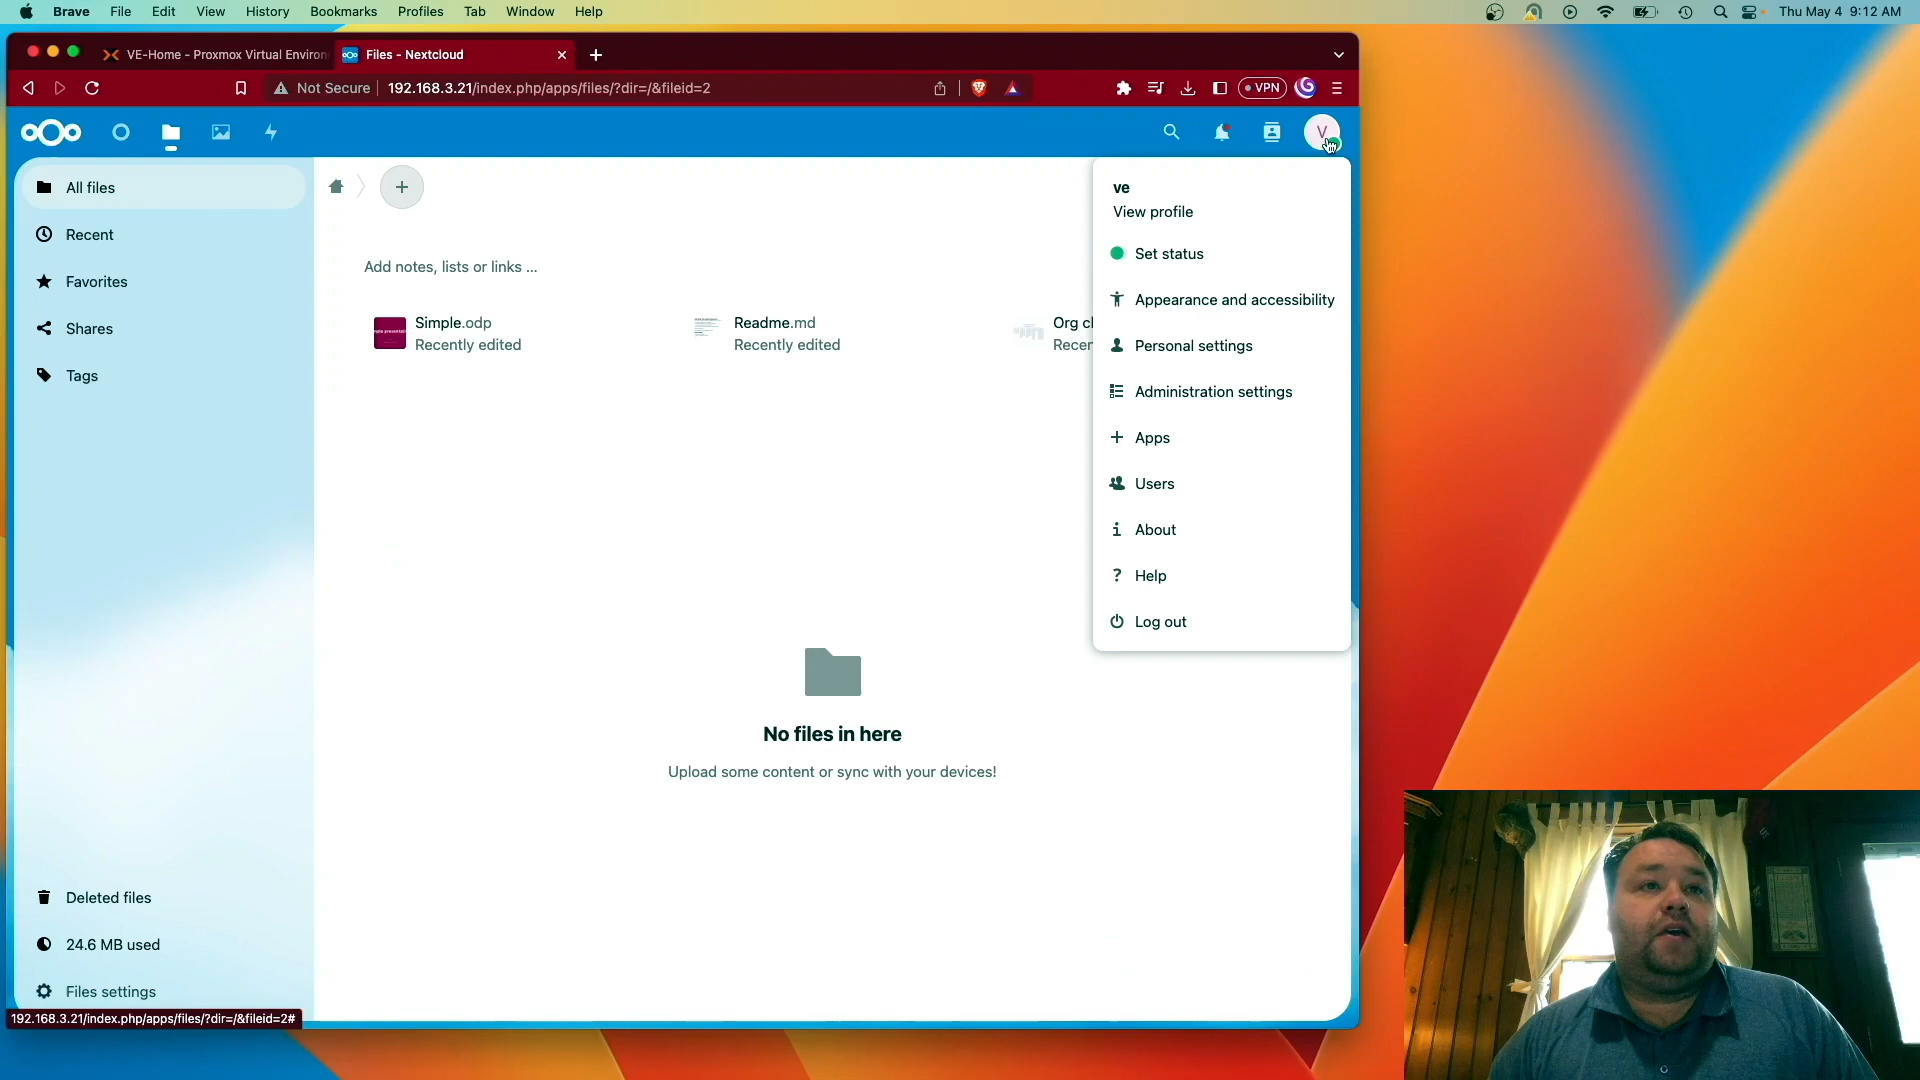 Brave File Edit View History Bookmarks Profiles Tab Window Help
Thu May 4 9:12 AM
VE-Home - Proxmox Virtual Environ
Files - Nextcloud
Not Secure 192.168.3.21/index.php/apps/files/?dir=/&fileid=2
VPN
V
All files
Recent
Favorites
Shares
Tags
Add notes, lists or links ...
Simple.odp
Recently edited
Readme.md
Recently edited
Org cl
Recen
ve
View profile
Set status
Appearance and accessibility
Personal settings
Administration settings
Apps
Users
About
Help
Log out
No files in here
Upload some content or sync with your devices!
Deleted files
24.6 MB used
Files settings
192.168.3.21/index.php/apps/files/?dir=/&fileid=2#